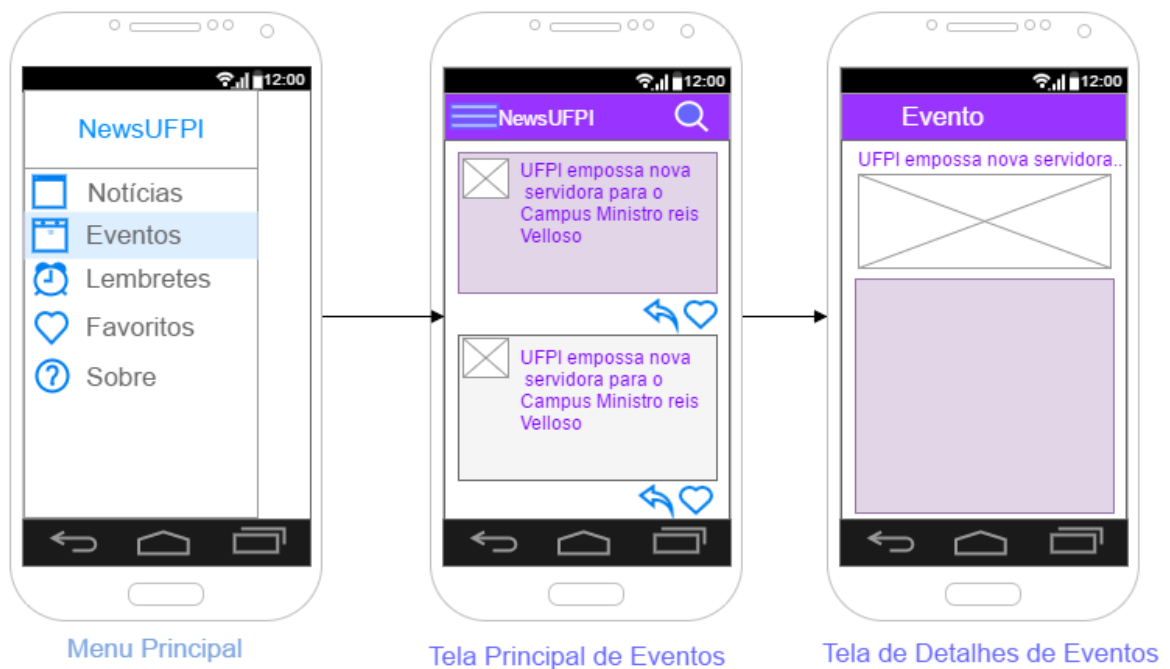 12:00
NewsUFPI
Notícias
Eventos
Lembretes
Favoritos
? Sobre
Menu Principal
12:00
NewsUFPI
UFPI empossa nova
servidora para o
Campus Ministro reis
Velloso
UFPI empossa nova
servidora para o
Campus Ministro reis
Velloso
Tela Principal de Eventos
12:00
Evento
UFPI empossa nova servidora..
Tela de Detalhes de Eventos